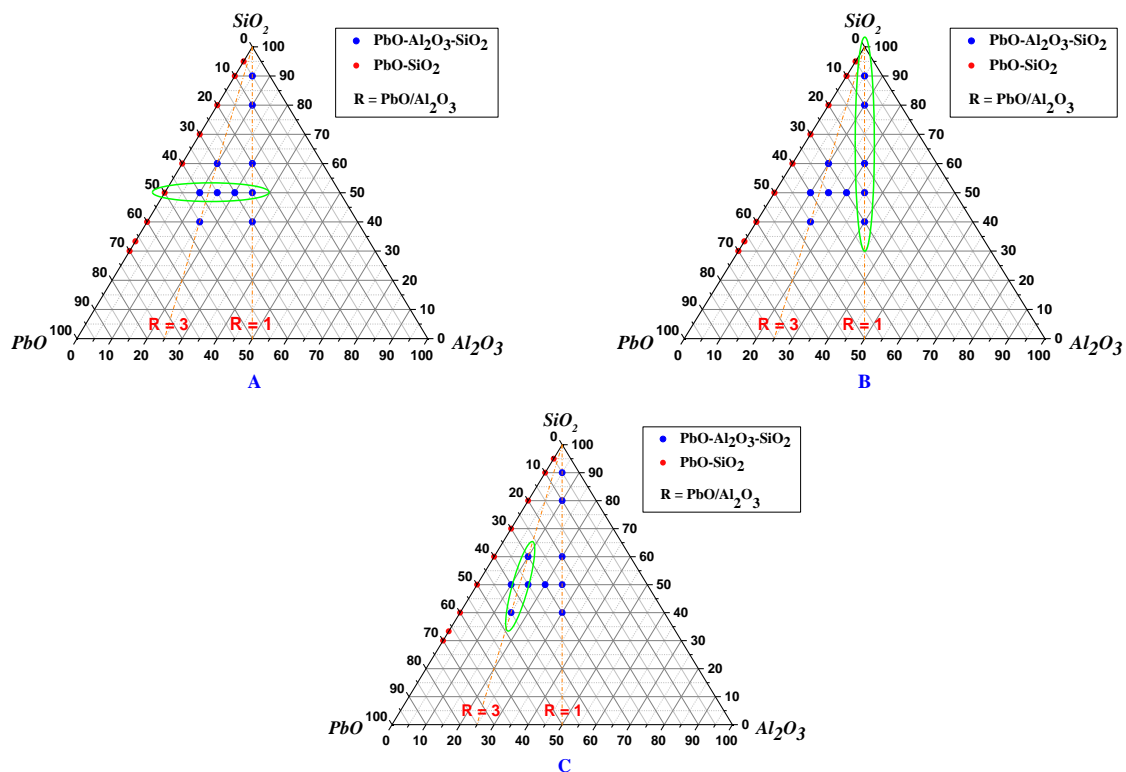 SiO2
0 100
10 90
20 80
30 70
40 60
50 50
60 40
70 30
80 20
90 10
100 0
R = 3 R = 1
PbO Al2O3
0 10 20 30 40 50 60 70 80 90 100
PbO-Al2O3-SiO2
PbO-SiO2
R = PbO/Al2O3
A
SiO2
0 100
10 90
20 80
30 70
40 60
50 50
60 40
70 30
80 20
90 10
100 0
R = 3 R = 1
PbO Al2O3
0 10 20 30 40 50 60 70 80 90 100
PbO-Al2O3-SiO2
PbO-SiO2
R = PbO/Al2O3
B
SiO2
0 100
10 90
20 80
30 70
40 60
50 50
60 40
70 30
80 20
90 10
100 0
R = 3 R = 1
PbO Al2O3
0 10 20 30 40 50 60 70 80 90 100
PbO-Al2O3-SiO2
PbO-SiO2
R = PbO/Al2O3
C